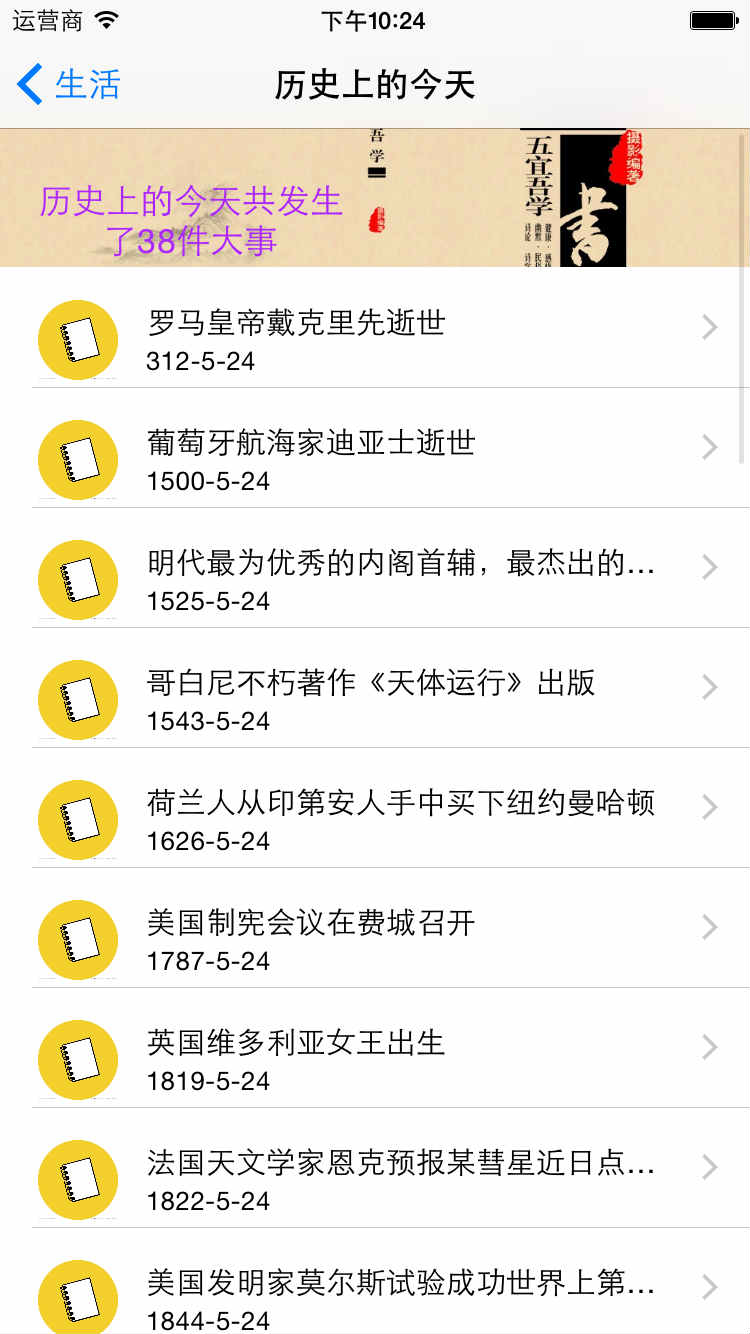 运营商
下午10:24
生活
历史上的今天
吾学
五宜吾学
書
摄影编著
历史上的今天共发生
了38件大事
罗马皇帝戴克里先逝世
312-5-24
葡萄牙航海家迪亚士逝世
1500-5-24
明代最为优秀的内阁首辅，最杰出的...
1525-5-24
哥白尼不朽著作《天体运行》出版
1543-5-24
荷兰人从印第安人手中买下纽约曼哈顿
1626-5-24
美国制宪会议在费城召开
1787-5-24
英国维多利亚女王出生
1819-5-24
法国天文学家恩克预报某彗星近日点...
1822-5-24
美国发明家莫尔斯试验成功世界上第...
1844-5-24